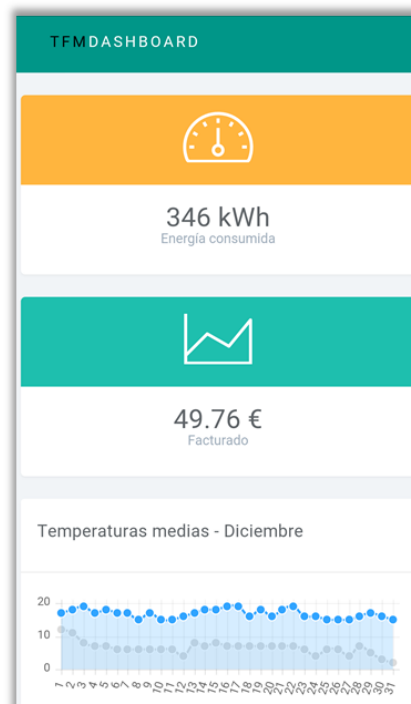 TFMDASHBOARD
346 kWh
Energía consumida
49.76 €
Facturado
Temperaturas medias - Diciembre
20
10
0
1 2 3 4 5 6 7 8 9 10 11 12 13 14 15 16 17 18 19 20 21 22 23 24 25 26 27 28 29 30 31